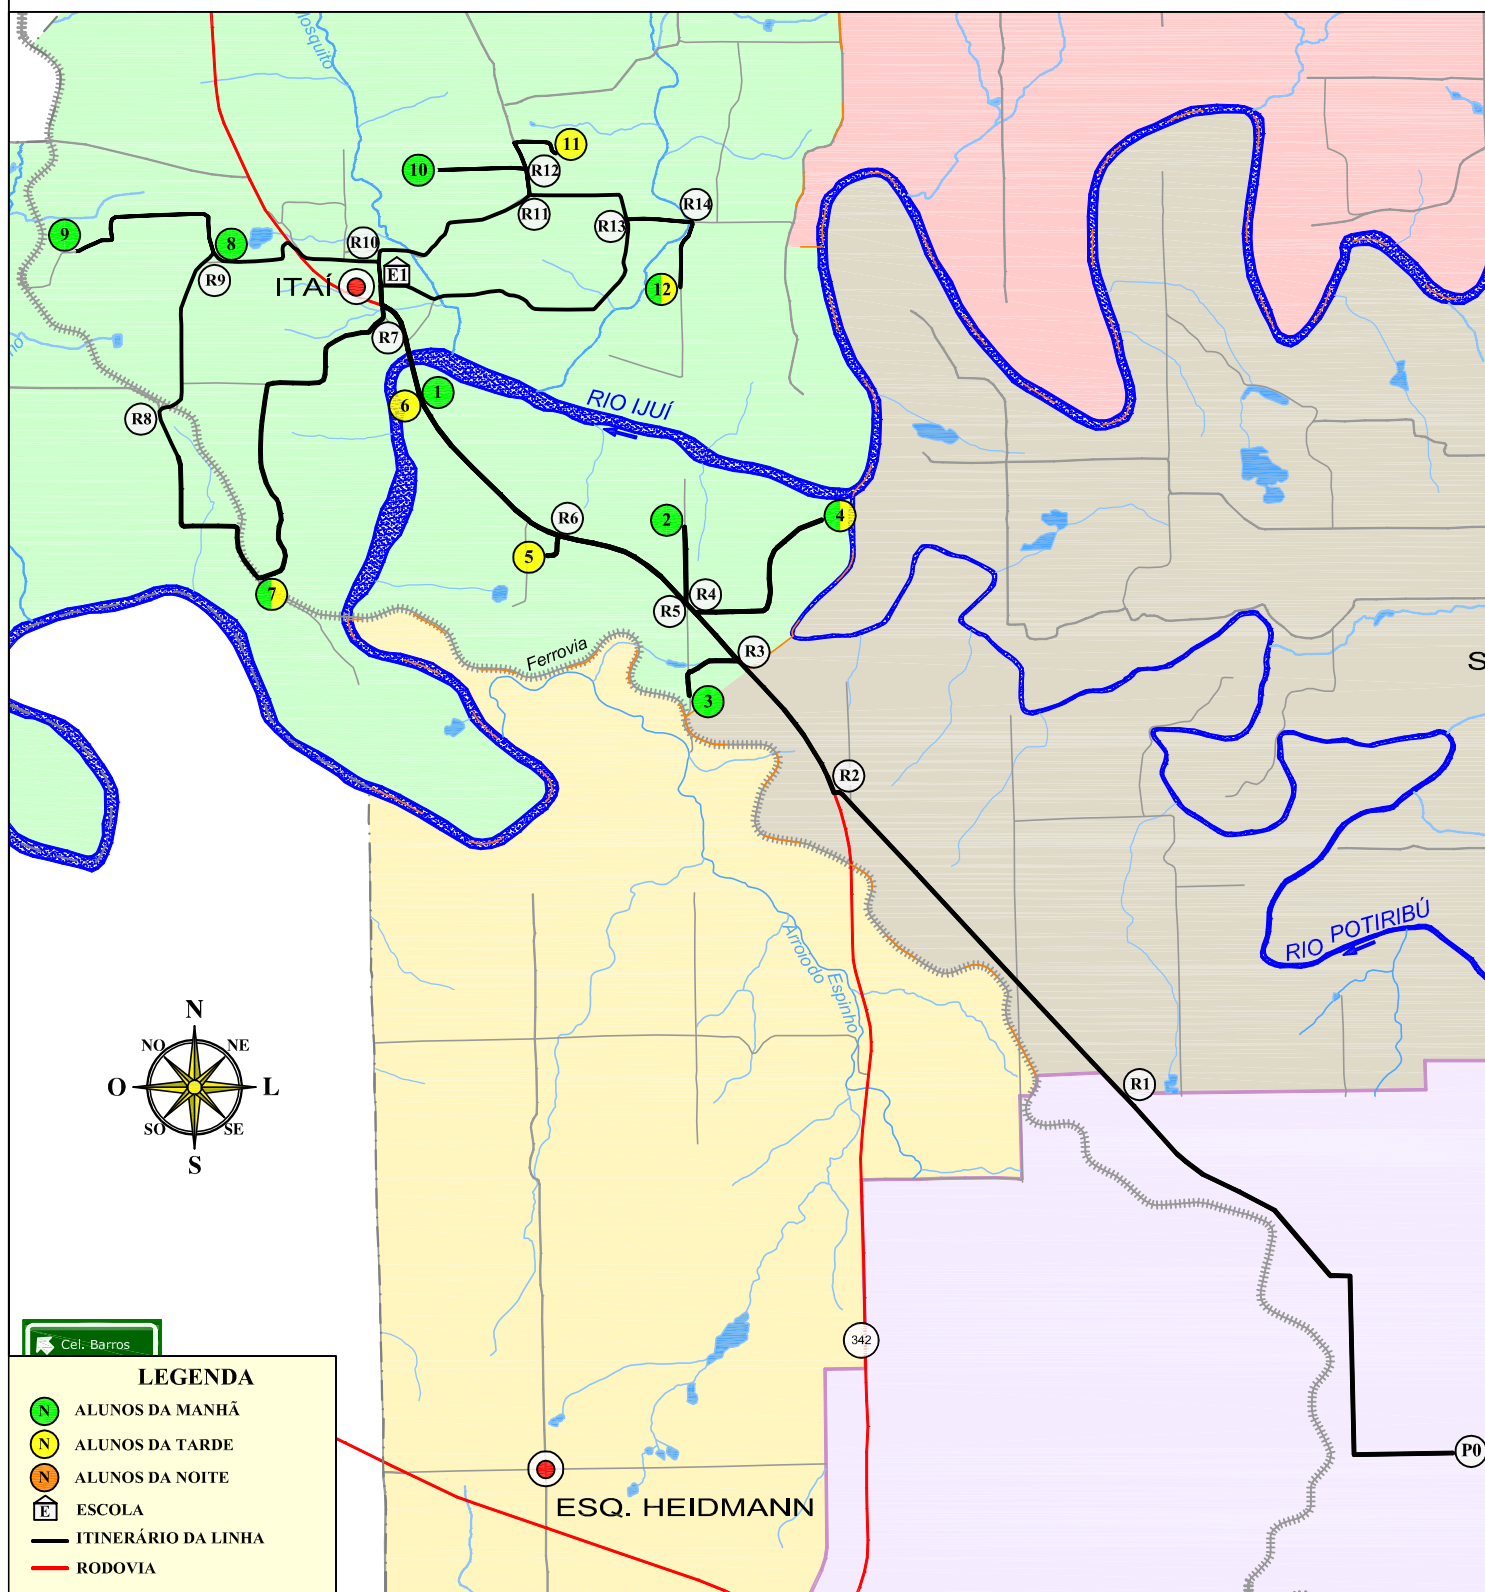 Mosquito
11
10
R12
R14
R11
R13
9
8
R10
R9
E1
ITAÍ
12
R7
1
6
RIO IJUÍ
R8
4
2
R6
5
7
R4
R5
Ferrovia
R3
3
S
R2
RIO POTIRIBÚ
Arroio do Espinho
N
NO
NE
O
L
SO
SE
S
R1
342
Cel. Barros
P0
ESQ. HEIDMANN
LEGENDA
N ALUNOS DA MANHÃ
N ALUNOS DA TARDE
N ALUNOS DA NOITE
E ESCOLA
ITINERÁRIO DA LINHA
RODOVIA